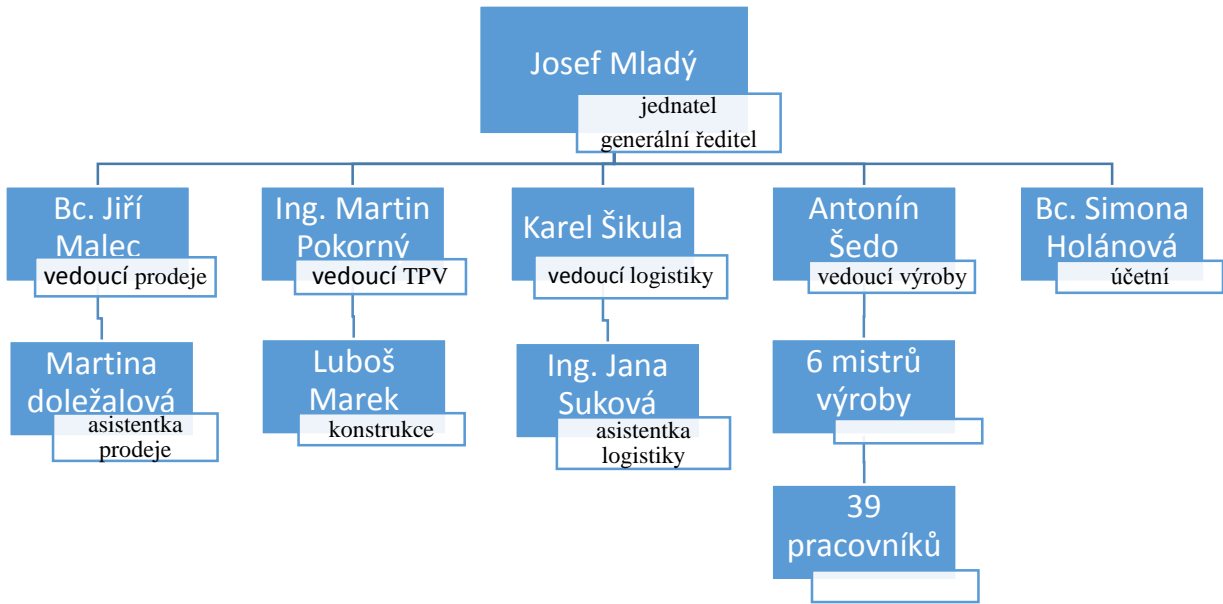 Josef Mladý
jednatel
generální ředitel
Bc. Jiří
Malec
vedoucí prodeje
Ing. Martin
Pokorný
vedoucí TPV
Karel Šikula
vedoucí logistiky
Antonín
Šedo
vedoucí výroby
Bc. Simona
Holánová
účetní
Martina
doležalová
asistentka
prodeje
Luboš
Marek
konstrukce
Ing. Jana
Suková
asistentka
logistiky
6 mistrů
výroby
39
pracovníků